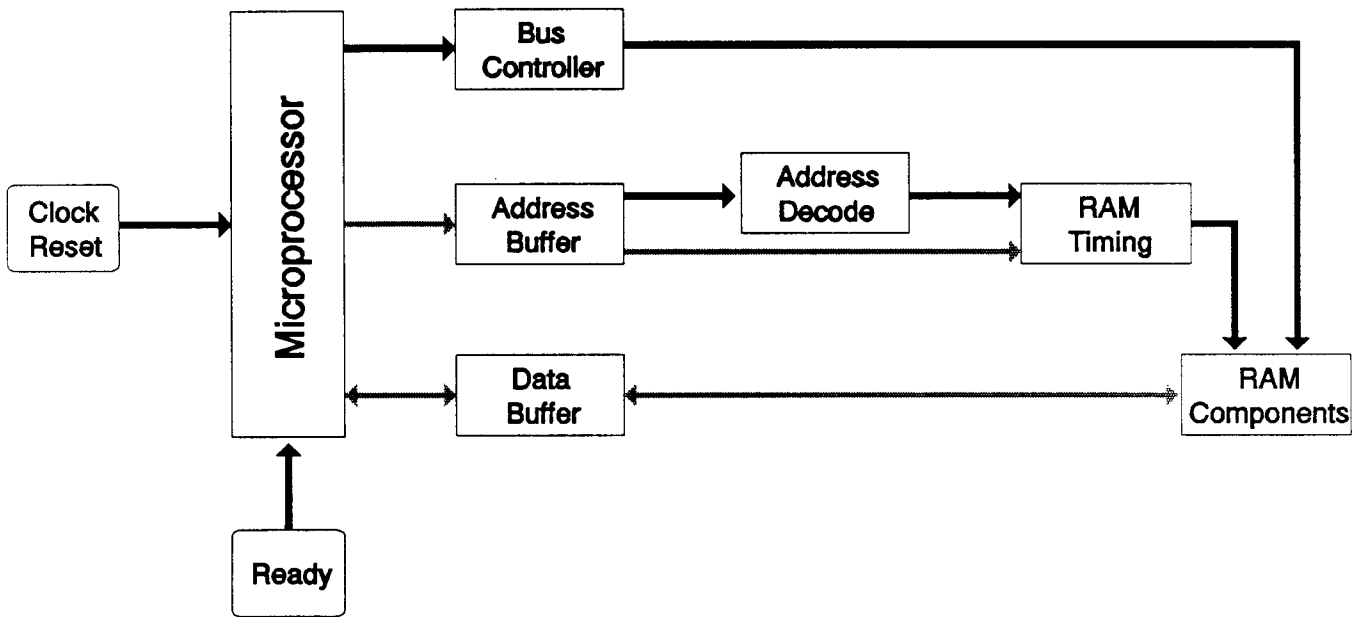 Bus
Controller
Microprocessor
Clock
Reset
Address
Buffer
Address
Decode
RAM
Timing
Data
Buffer
RAM
Components
Ready